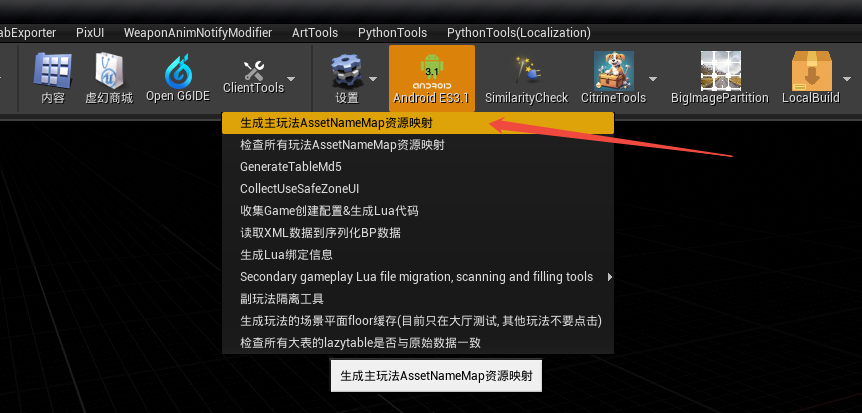 abExporter PixUI WeaponAnimNotifyModifier ArtTools PythonTools PythonTools(Localization)
3.1
android
内容 虚幻商城 Open G6IDE ClientTools 设置 Android ES3.1 SimilarityCheck CitrineTools BigImagePartition LocalBuild
生成主玩法AssetNameMap资源映射
检查所有玩法AssetNameMap资源映射
GenerateTableMd5
CollectUseSafeZoneUI
收集Game创建配置&生成Lua代码
读取XML数据到序列化BP数据
生成Lua绑定信息
Secondary gameplay Lua file migration, scanning and filling tools
副玩法隔离工具
生成玩法的场景平面floor缓存(目前只在大厅测试, 其他玩法不要点击)
检查所有大表的lazytable是否与原始数据一致
生成主玩法AssetNameMap资源映射